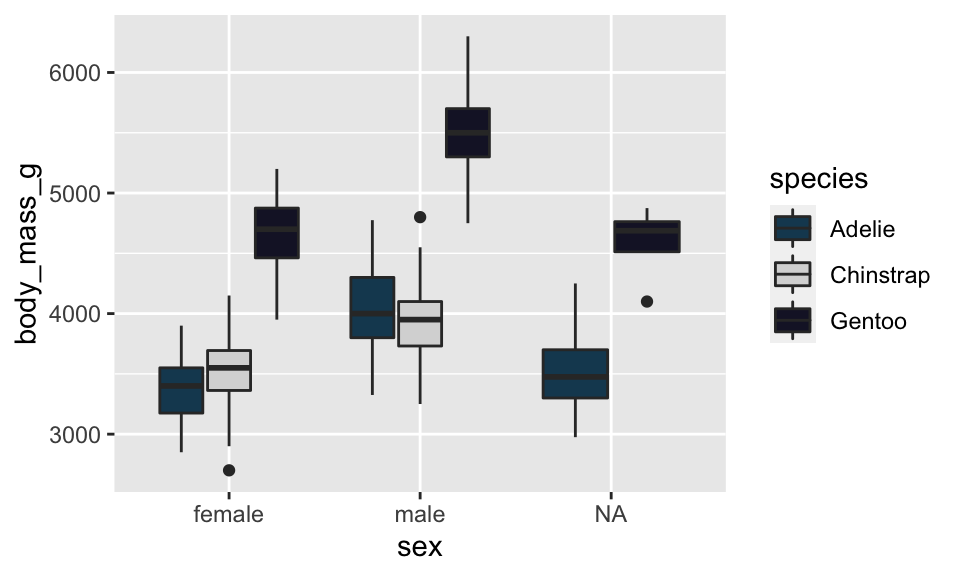 6000
5000
4000
3000
body_mass_g
female
male
NA
sex
species
Adelie
Chinstrap
Gentoo